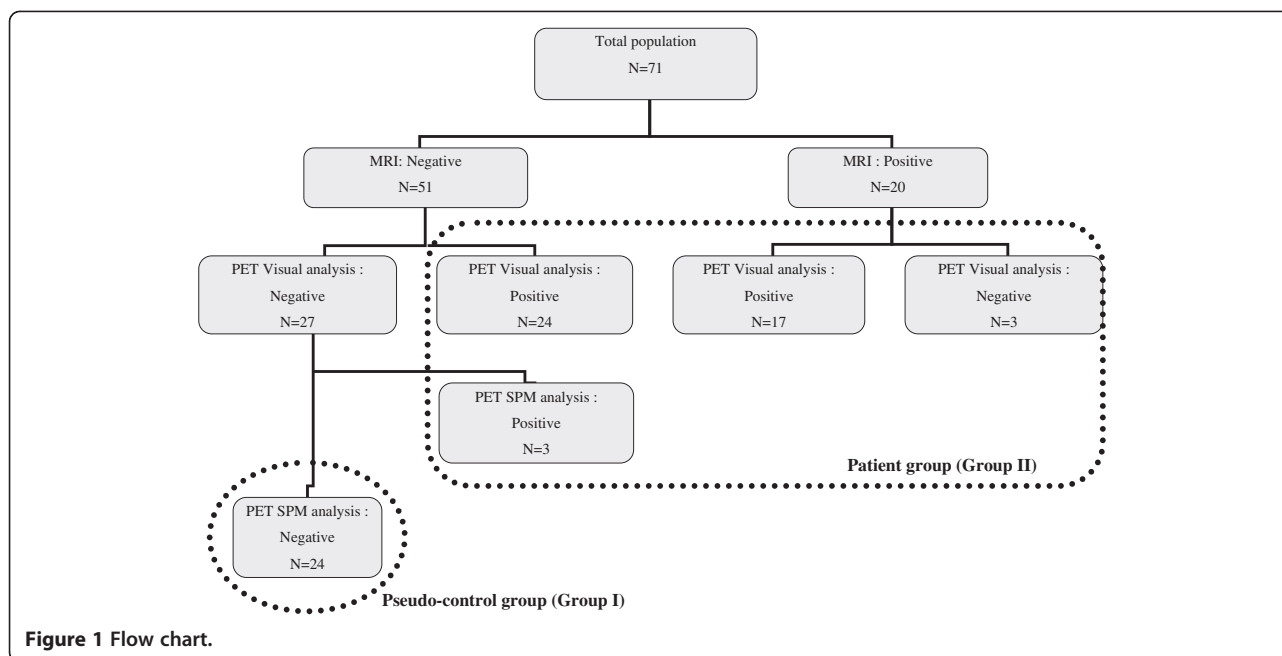 Total population
N=71
MRI: Negative
N=51
MRI : Positive
N=20
PET Visual analysis :
Negative
N=27
PET Visual analysis :
Positive
N=24
PET Visual analysis :
Positive
N=17
PET Visual analysis :
Negative
N=3
PET SPM analysis :
Positive
N=3
Patient group (Group II)
PET SPM analysis :
Negative
N=24
Pseudo-control group (Group I)
Figure 1 Flow chart.